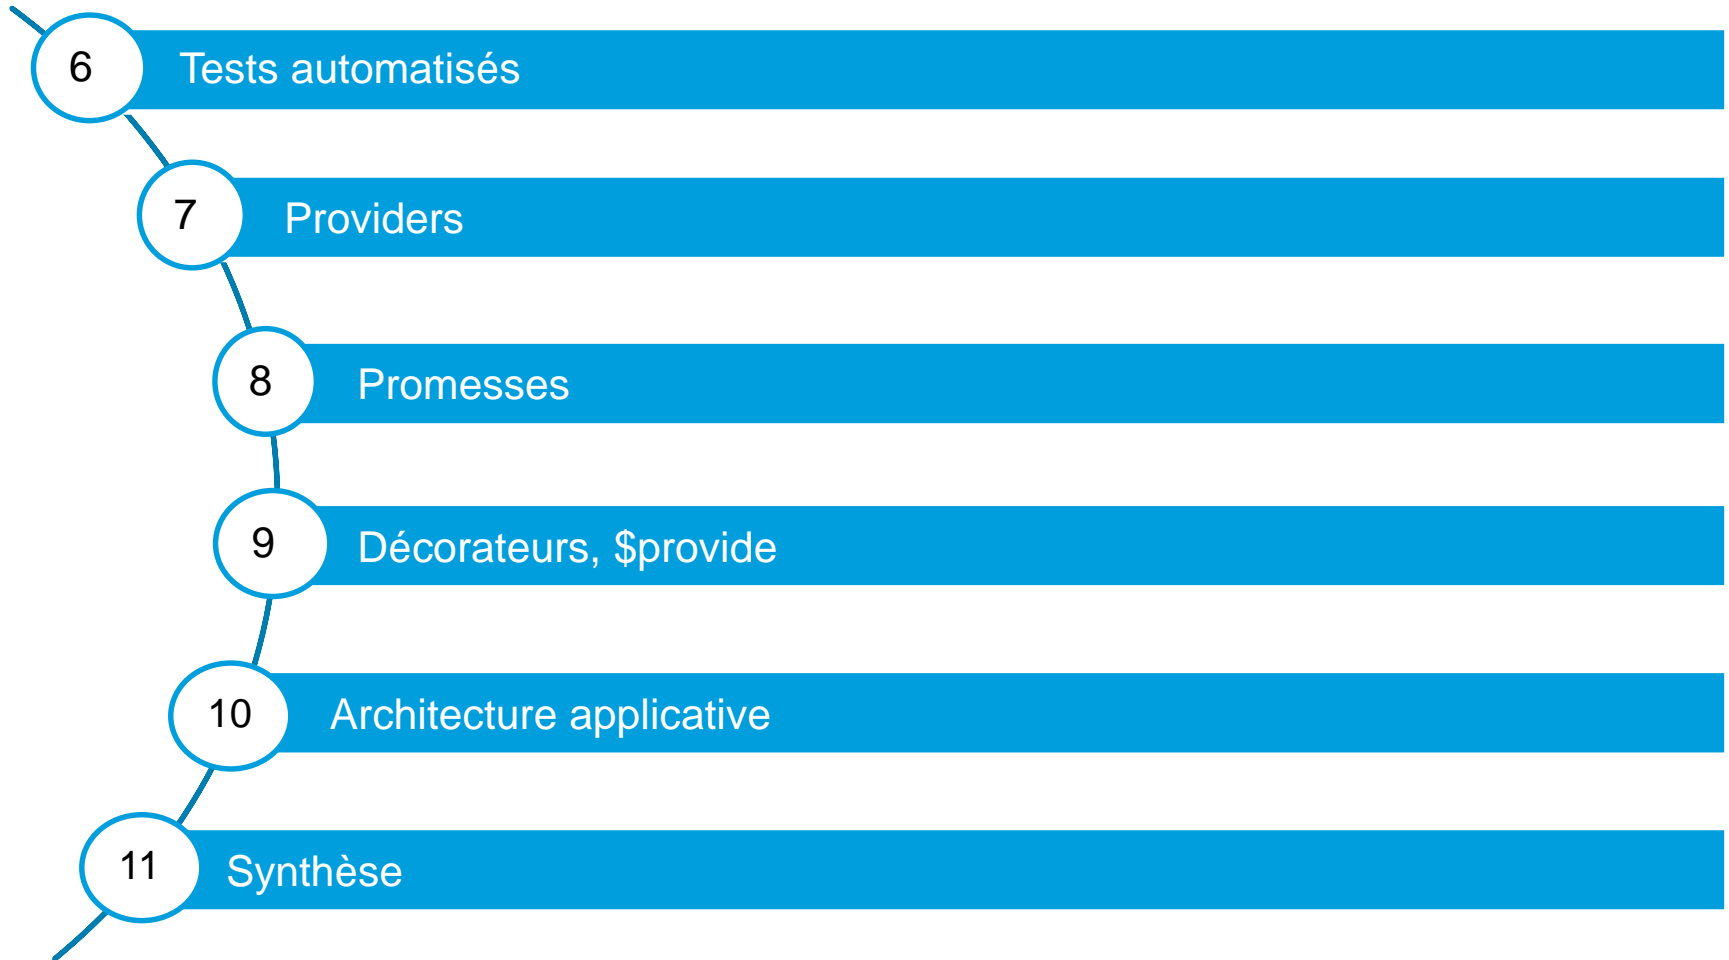 6 Tests automatisés
7 Providers
8 Promesses
9 Décorateurs, $provide
10 Architecture applicative
11 Synthèse